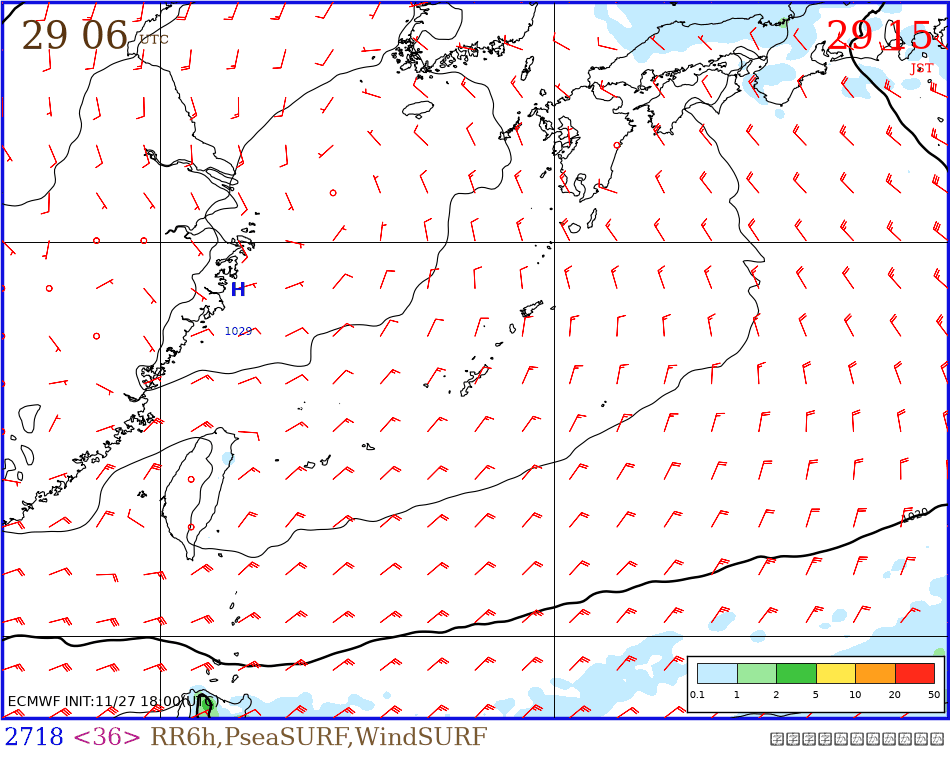 29 06 UTC
29 15
JST
H
1029
1020
0.1 1 2 5 10 20 50
ECMWF INIT:11/27 18:00(UTC)
2718 <36> RR6h,PseaSURF,WindSURF